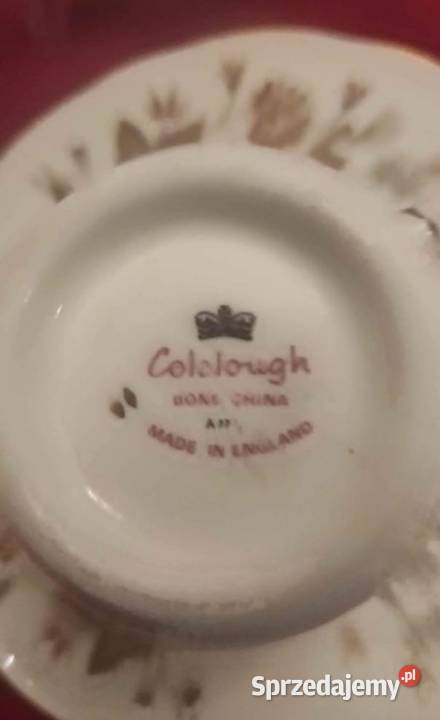 Colclough
BONE CHINA
MADE IN ENGLAND
Sprzedajemy.pl